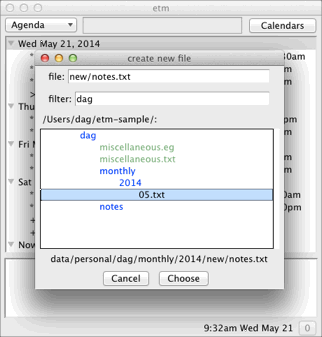 etm
Agenda
Calendars
Wed May 21, 2014
create new file
file: new/notes.txt
filter: dag
/Users/dag/etm-sample/:
dag
miscellaneous.eg
miscellaneous.txt
monthly
2014
05.txt
notes
data/personal/dag/monthly/2014/new/notes.txt
Cancel
Choose
Thu
Fri M
Sat
Now
9:32am Wed May 21
0